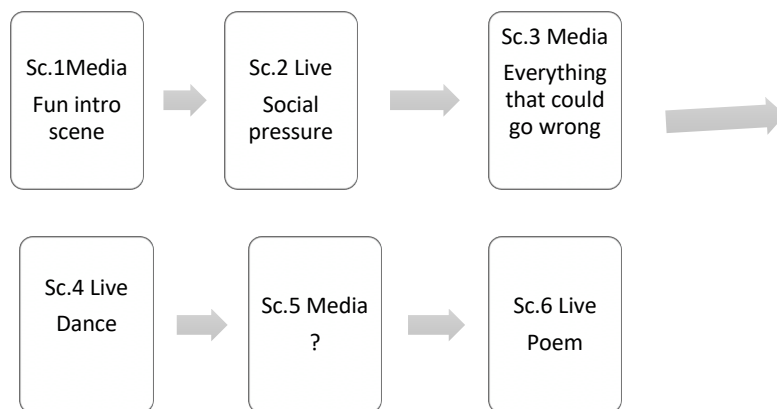 Sc.1Media
Fun intro
scene
Sc.2 Live
Social
pressure
Sc.3 Media
Everything
that could
go wrong
Sc.4 Live
Dance
Sc.5 Media
?
Sc.6 Live
Poem